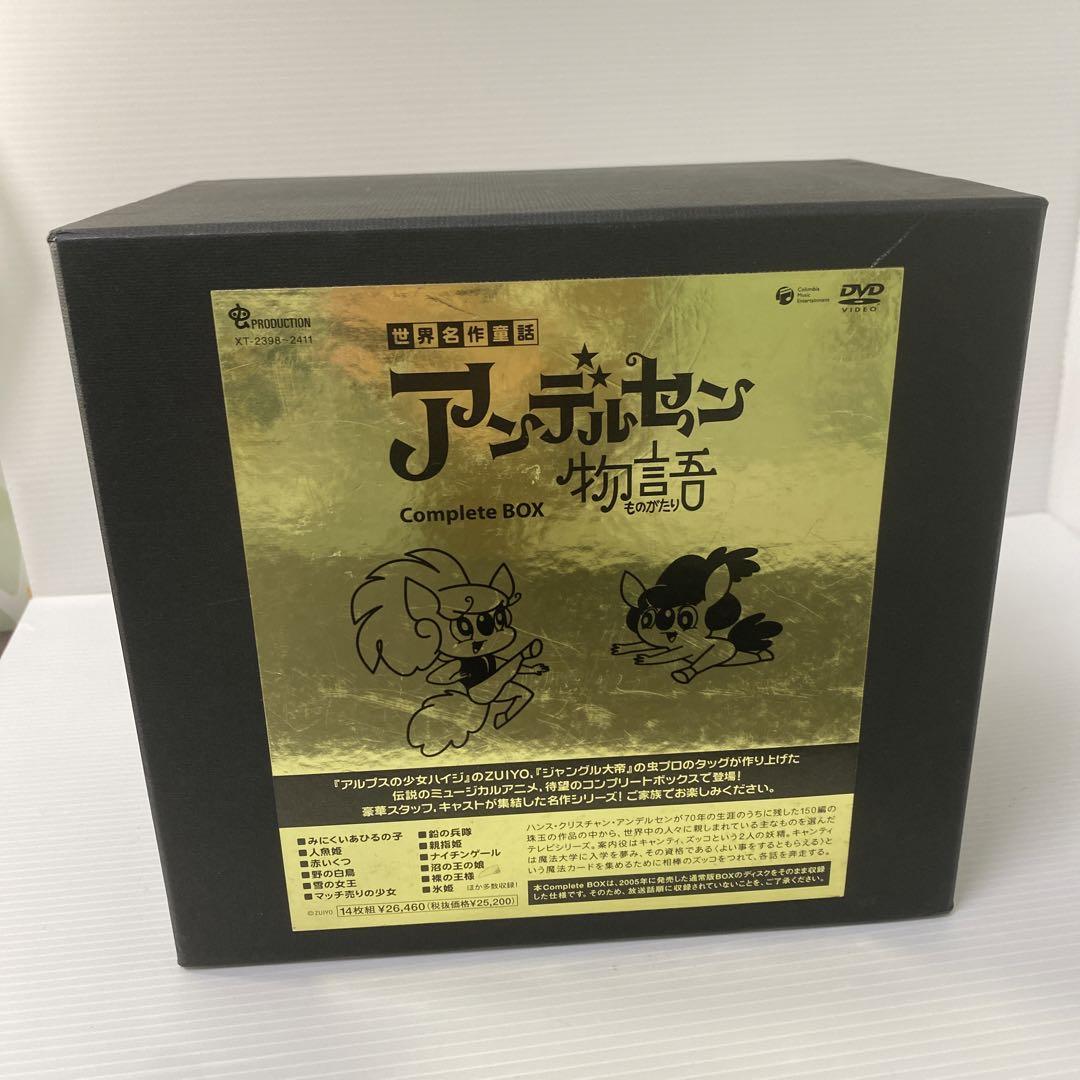 虫 PRODUCTION
XT-2398~2411
Columbia
Music
Entertainment
DVD
VIDEO
世界名作童話
アンデルセン
物語
ものがたり
Complete BOX
『アルプスの少女ハイジ』のZUIYO、『ジャングル大帝』の虫プロのタッグが作り上げた
伝説のミュージカルアニメ、待望のコンプリートボックスで登場!
豪華スタッフ、キャストが集結した名作シリーズ!ご家族でお楽しみください。
■みにくいあひるの子
■人魚姫
■赤いくつ
■野の白鳥
■雪の女王
■マッチ売りの少女
■鉛の兵隊
■親指姫
■ナイチンゲール
■沼の王の娘
■裸の王様
■氷姫 ほか多数収録!
ハンス・クリスチャン・アンデルセンが70年の生涯のうちに残した150編の
珠玉の作品の中から、世界中の人々に親しまれている主なものを選んだ
テレビシリーズ。案内役はキャンティ、ズッコという2人の妖精。キャンティ
は魔法大学に入学を夢み、その資格である〈よい事をするともらえる〉と
いう魔法カードを集めるために相棒のズッコをつれて、各話を奔走する。
本Complete BOXは、2005年に発売した通常版BOXのディスクをそのまま収録
した仕様です。そのため、放送話順に収録されていないことを、ご了承ください。
©ZUIYO 14枚組 ¥26,460(税抜価格¥25,200)